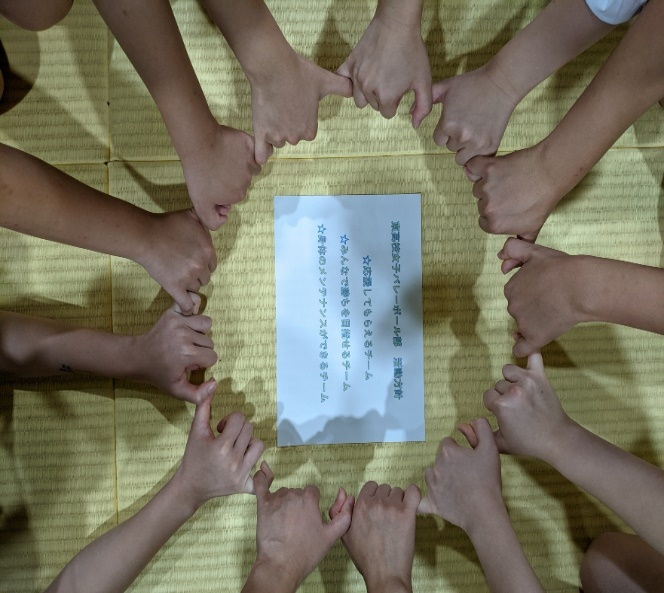 東高校女子バレーボール部 活動方針
☆応援してもらえるチーム
☆みんなで勝ちを目指せるチーム
☆身体のメンテナンスができるチーム